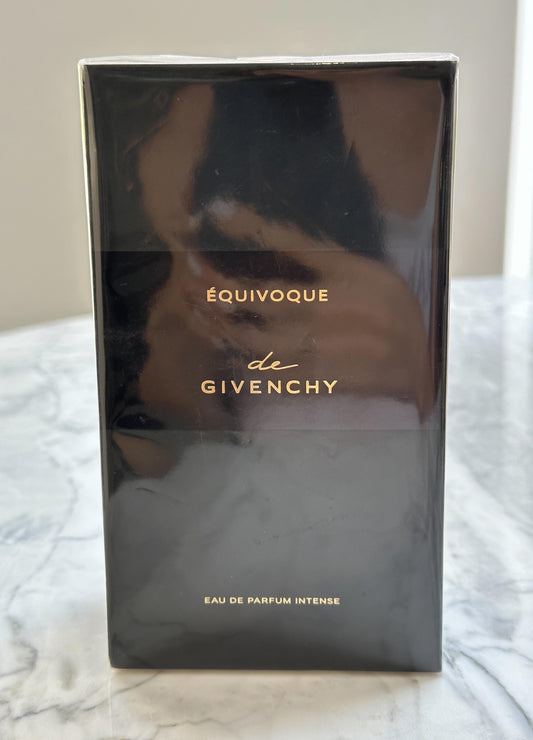 ÉQUIVOQUE
de
GIVENCHY
EAU DE PARFUM INTENSE